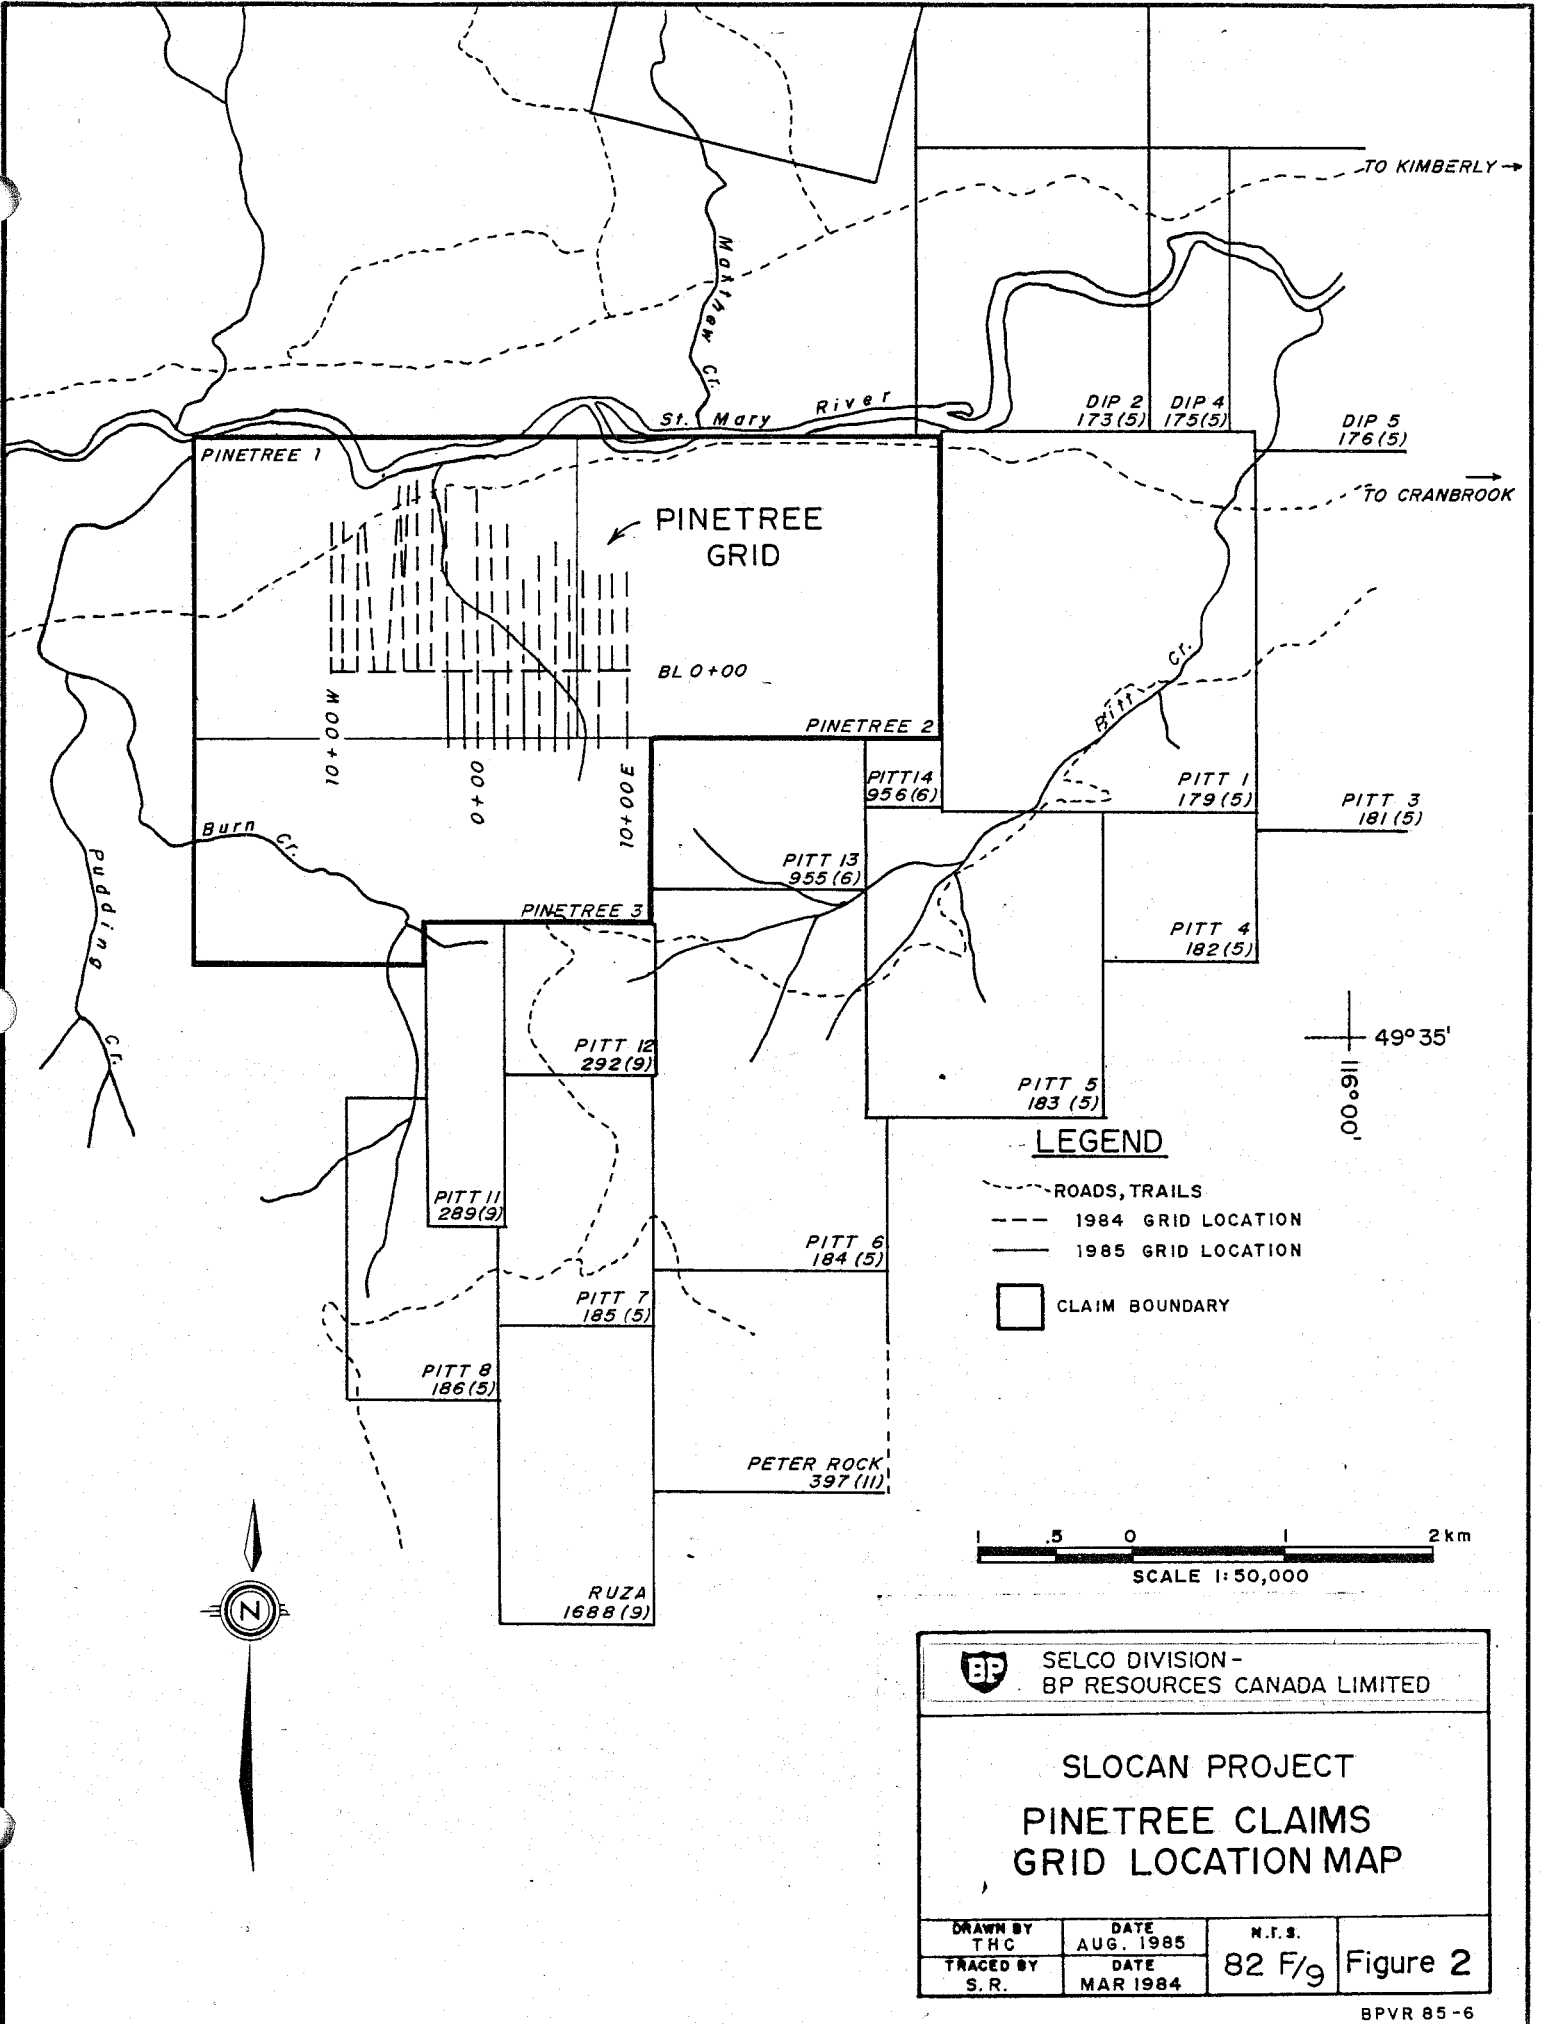 TO KIMBERLY →
Matthew Cr.
St. Mary River
DIP 2
173(5)
DIP 4
175(5)
DIP 5
176(5)
PINETREE 1
TO CRANBROOK
PINETREE
GRID
BL 0+00
10+00W
0+00
10+00E
PINETREE 2
Bitt Cr.
PITT 14
956(6)
PITT 1
179(5)
PITT 3
181(5)
Burn Cr.
Pudding Cr.
PITT 13
955(6)
PINETREE 3
PITT 4
182(5)
49°35'
116°00'
PITT 12
292(9)
PITT 5
183(5)
LEGEND
ROADS, TRAILS
1984 GRID LOCATION
1985 GRID LOCATION
CLAIM BOUNDARY
PITT 11
289(9)
PITT 6
184(5)
PITT 7
185(5)
PITT 8
186(5)
PETER ROCK
397(11)
RUZA
1688(9)
N
1 .5 0 1 2 km
SCALE 1:50,000
BP
SELCO DIVISION-
BP RESOURCES CANADA LIMITED
SLOCAN PROJECT
PINETREE CLAIMS
GRID LOCATION MAP
DRAWN BY
THC
DATE
AUG. 1985
TRACED BY
S.R.
DATE
MAR 1984
N.T.S.
82 F/9
Figure 2
BPVR 85-6